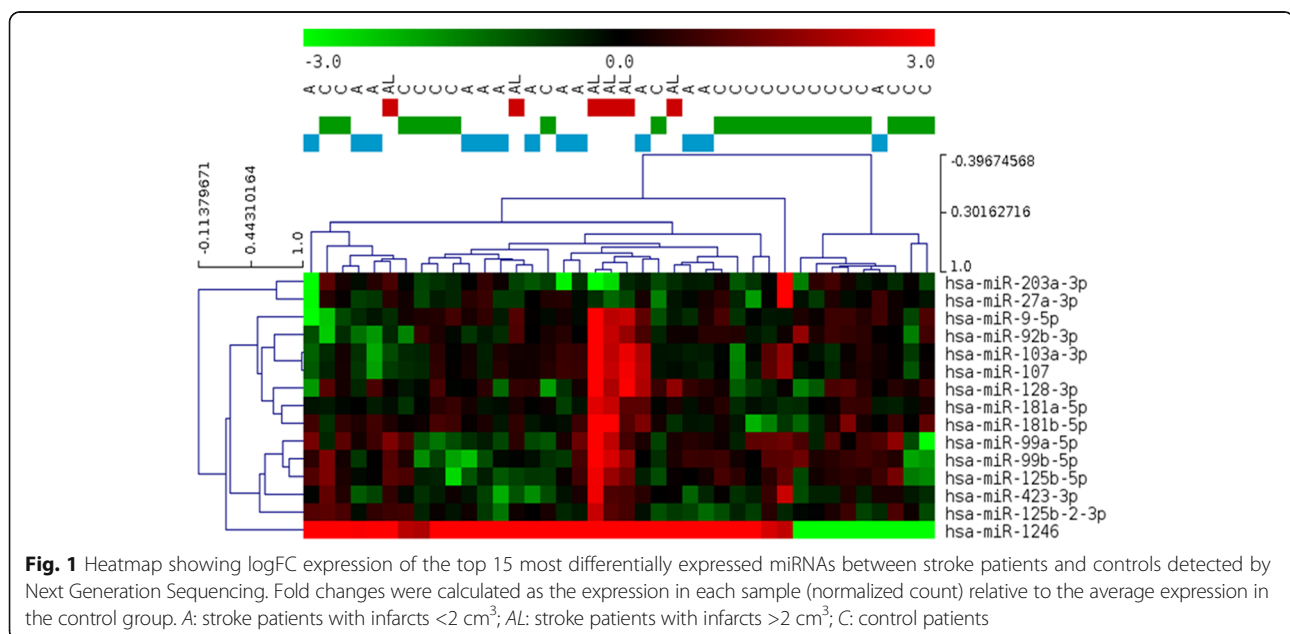 -3.0 0.0 3.0
A C C A A AL C C C C A A A AL A C A A AL AL AL A C AL A A C C C C C C C C C C A C C C
-0.11379671
0.44310164
1.0
-0.39674568
0.30162716
1.0
hsa-miR-203a-3p
hsa-miR-27a-3p
hsa-miR-9-5p
hsa-miR-92b-3p
hsa-miR-103a-3p
hsa-miR-107
hsa-miR-128-3p
hsa-miR-181a-5p
hsa-miR-181b-5p
hsa-miR-99a-5p
hsa-miR-99b-5p
hsa-miR-125b-5p
hsa-miR-423-3p
hsa-miR-125b-2-3p
hsa-miR-1246
Fig. 1 Heatmap showing logFC expression of the top 15 most differentially expressed miRNAs between stroke patients and controls detected by
Next Generation Sequencing. Fold changes were calculated as the expression in each sample (normalized count) relative to the average expression in
the control group. A: stroke patients with infarcts <2 cm³; AL: stroke patients with infarcts >2 cm³; C: control patients